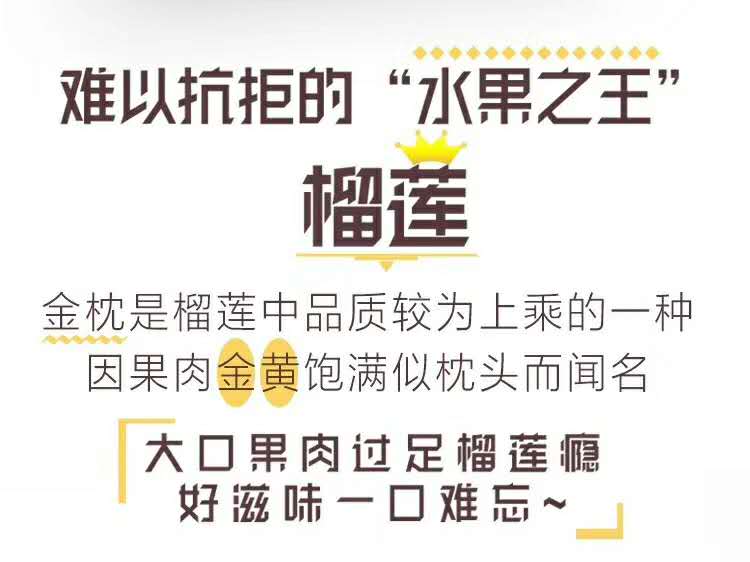 难以抗拒的“水果之王”
榴莲
金枕是榴莲中品质较为上乘的一种
因果肉金黄饱满似枕头而闻名
大口果肉过足榴莲瘾
好滋味一口难忘~